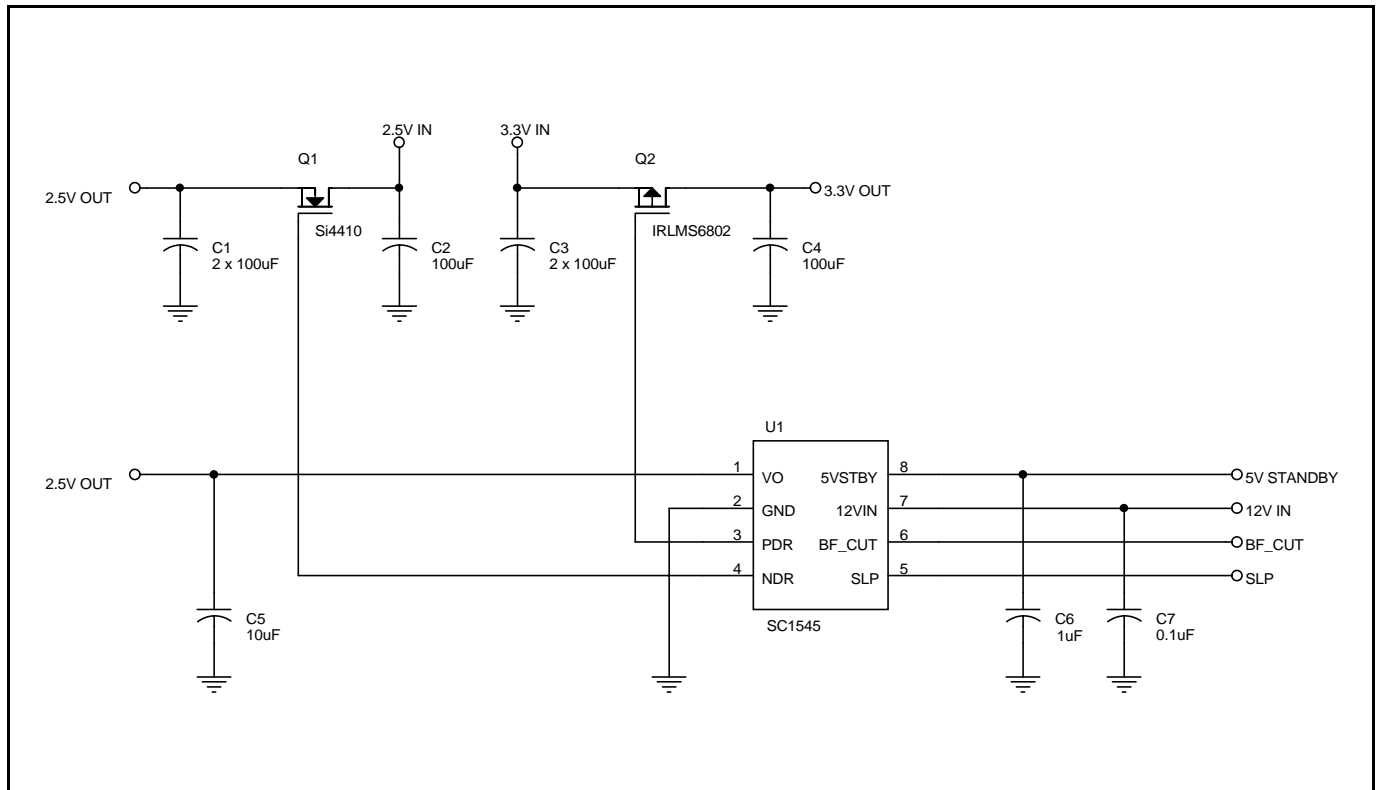 2.5V IN
3.3V IN
Q1
Q2
2.5V OUT
3.3V OUT
Si4410
IRLMS6802
C1
2 x 100uF
C2
100uF
C3
2 x 100uF
C4
100uF
U1
2.5V OUT
1
VO
5VSTBY
8
5V STANDBY
2
GND
12VIN
7
12V IN
3
PDR
BF_CUT
6
BF_CUT
4
NDR
SLP
5
SLP
SC1545
C5
10uF
C6
1uF
C7
0.1uF